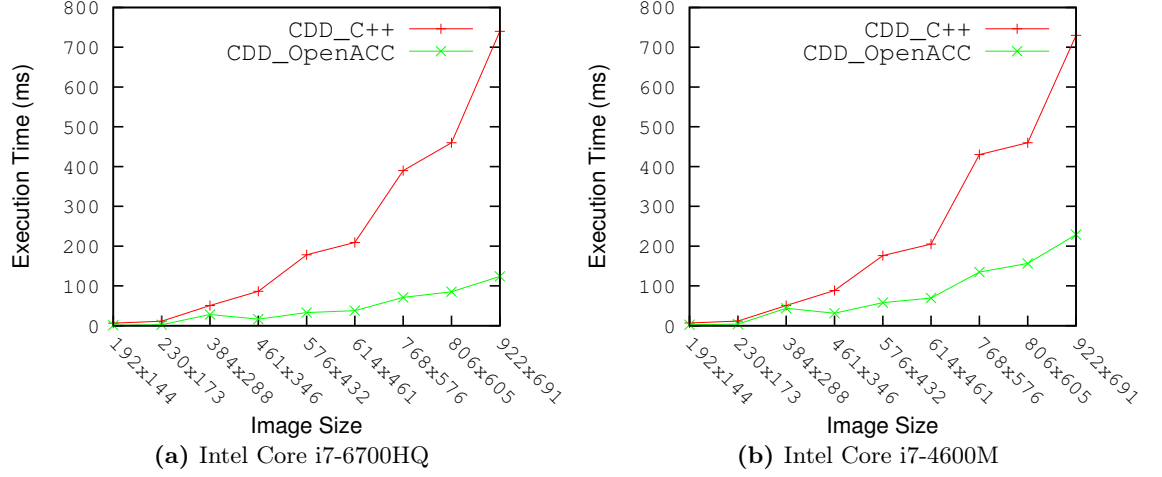 800
700
600
500
400
300
200
100
0
Execution Time (ms)
CDD_C++
CDD_OpenACC
192x144
230x173
384x288
461x346
576x432
614x461
768x576
806x605
922x691
Image Size
(a) Intel Core i7-6700HQ
800
700
600
500
400
300
200
100
0
Execution Time (ms)
CDD_C++
CDD_OpenACC
192x144
230x173
384x288
461x346
576x432
614x461
768x576
806x605
922x691
Image Size
(b) Intel Core i7-4600M